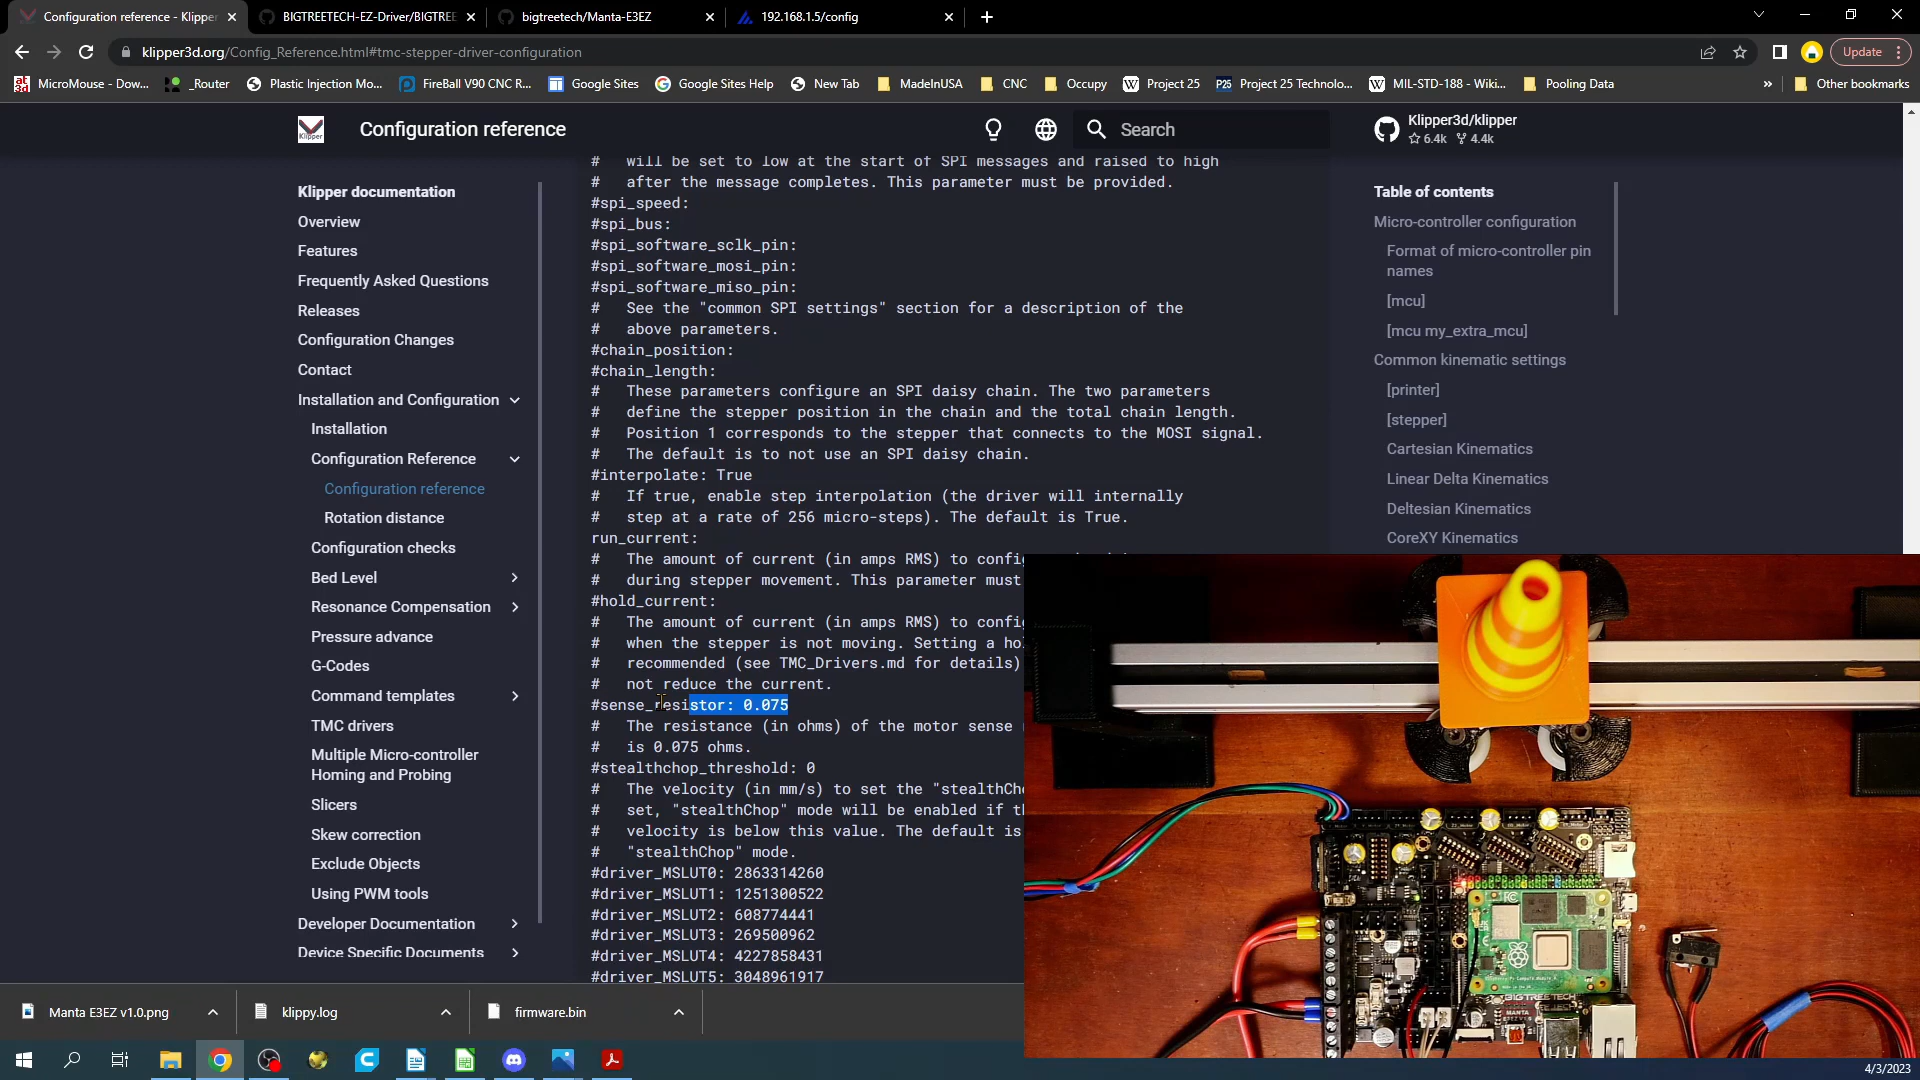 Configuration reference - Klipper
BIGTREETECH-EZ-Driver/BIGTREE
bigtreetech/Manta-E3EZ
192.168.1.5/config
klipper3d.org/Config_Reference.html#tmc-stepper-driver-configuration
Update
MicroMouse - Dow...
_Router
Plastic Injection Mo...
FireBall V90 CNC R...
Google Sites
Google Sites Help
New Tab
MadeInUSA
CNC
Occupy
Project 25
Project 25 Technolo...
MIL-STD-188 - Wiki...
Pooling Data
»
Other bookmarks
Klipper
Configuration reference
Search
Klipper3d/klipper
6.4k 4.4k
Klipper documentation
Overview
Features
Frequently Asked Questions
Releases
Configuration Changes
Contact
Installation and Configuration
Installation
Configuration Reference
Configuration reference
Rotation distance
Configuration checks
Bed Level
Resonance Compensation
Pressure advance
G-Codes
Command templates
TMC drivers
Multiple Micro-controller
Homing and Probing
Slicers
Skew correction
Exclude Objects
Using PWM tools
Developer Documentation
Device Specific Documents
# will be set to low at the start of SPI messages and raised to high
# after the message completes. This parameter must be provided.
#spi_speed:
#spi_bus:
#spi_software_sclk_pin:
#spi_software_mosi_pin:
#spi_software_miso_pin:
# See the "common SPI settings" section for a description of the
# above parameters.
#chain_position:
#chain_length:
# These parameters configure an SPI daisy chain. The two parameters
# define the stepper position in the chain and the total chain length.
# Position 1 corresponds to the stepper that connects to the MOSI signal.
# The default is to not use an SPI daisy chain.
#interpolate: True
# If true, enable step interpolation (the driver will internally
# step at a rate of 256 micro-steps). The default is True.
run_current:
# The amount of current (in amps RMS) to confi
# during stepper movement. This parameter must
#hold_current:
# The amount of current (in amps RMS) to confi
# when the stepper is not moving. Setting a ho
# recommended (see TMC_Drivers.md for details)
# not reduce the current.
#sense_resistor: 0.075
# The resistance (in ohms) of the motor sense
# is 0.075 ohms.
#stealthchop_threshold: 0
# The velocity (in mm/s) to set the "stealthCh
# set, "stealthChop" mode will be enabled if th
# velocity is below this value. The default is
# "stealthChop" mode.
#driver_MSLUT0: 2863314260
#driver_MSLUT1: 1251300522
#driver_MSLUT2: 608774441
#driver_MSLUT3: 269500962
#driver_MSLUT4: 4227858431
#driver_MSLUT5: 3048961917
Table of contents
Micro-controller configuration
Format of micro-controller pin
names
[mcu]
[mcu my_extra_mcu]
Common kinematic settings
[printer]
[stepper]
Cartesian Kinematics
Linear Delta Kinematics
Deltesian Kinematics
CoreXY Kinematics
BIGTREETECH
MANTA
Manta E3EZ v1.0.png
klippy.log
firmware.bin
4/3/2023